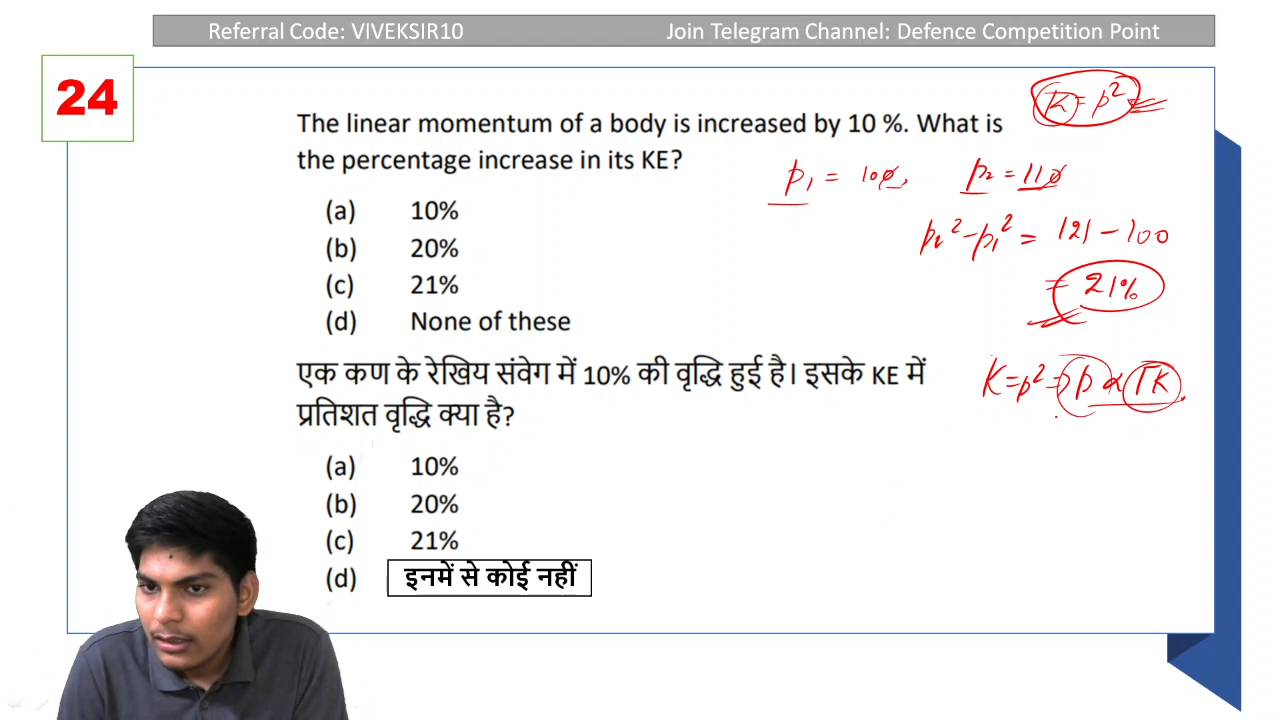 Referral Code: VIVEKSIR10
Join Telegram Channel: Defence Competition Point
24
The linear momentum of a body is increased by 10 %. What is
the percentage increase in its KE?
(a) 10%
(b) 20%
(c) 21%
(d) None of these
एक कण के रेखिय संवेग में 10% की वृद्धि हुई है। इसके KE में
प्रतिशत वृद्धि क्या है?
(a) 10%
(b) 20%
(c) 21%
(d) इनमें से कोई नहीं
K = p²
p₁ = 100, p₂ = 110
p₂² - p₁² = 121 - 100
= 21%
K = p² => p ∝ √K